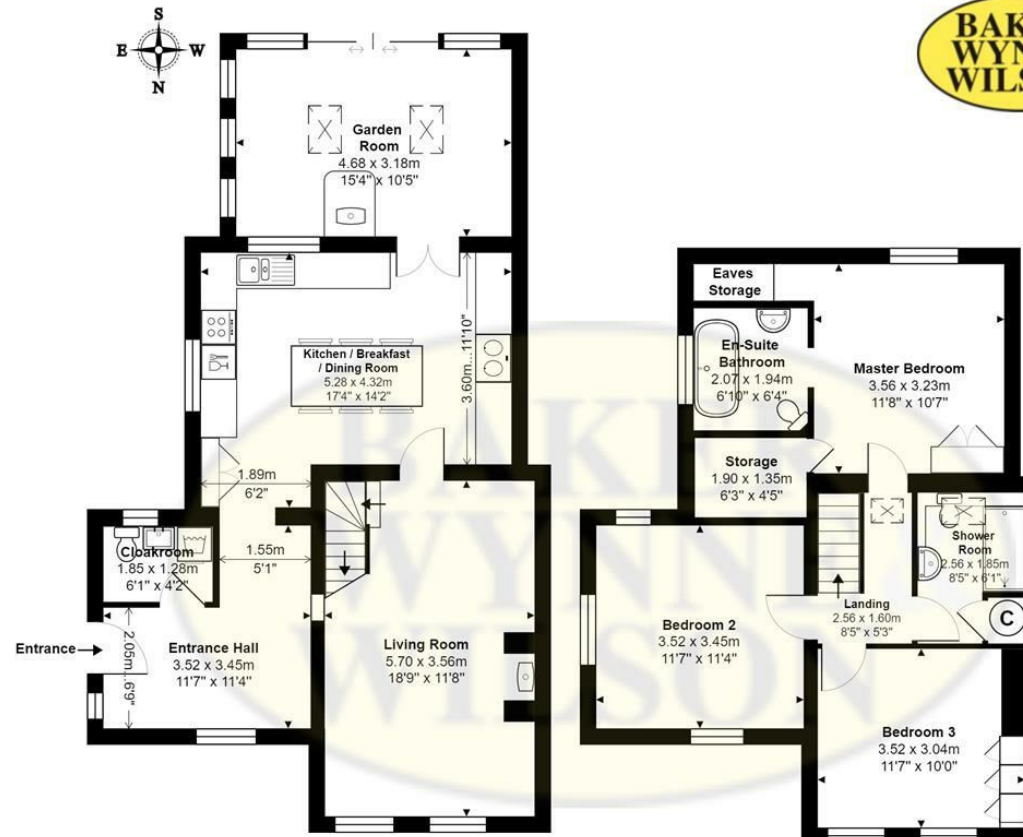 S
E W
N
BAK
WYN
WILS
Garden
Room
4.68 x 3.18m
15'4" x 10'5"
Kitchen / Breakfast
/ Dining Room
5.28 x 4.32m
17'4" x 14'2"
3.60m...11'10"
1.89m
6'2"
1.55m
5'1"
Cloakroom
1.85 x 1.28m
6'1" x 4'2"
Entrance
2.05m...6'9"
Entrance Hall
3.52 x 3.45m
11'7" x 11'4"
Living Room
5.70 x 3.56m
18'9" x 11'8"
Eaves
Storage
En-Suite
Bathroom
2.07 x 1.94m
6'10" x 6'4"
Master Bedroom
3.56 x 3.23m
11'8" x 10'7"
Storage
1.90 x 1.35m
6'3" x 4'5"
Shower
Room
2.56 x 1.85m
8'5" x 6'1"
Landing
2.56 x 1.60m
8'5" x 5'3"
C
Bedroom 2
3.52 x 3.45m
11'7" x 11'4"
Bedroom 3
3.52 x 3.04m
11'7" x 10'0"
BAKER
WYNNE
WILSON